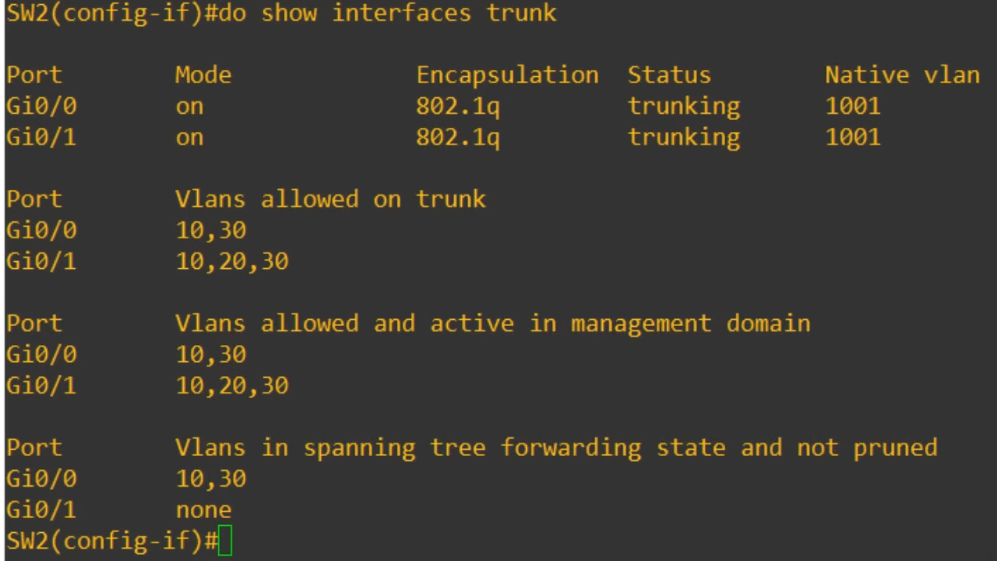 SW2(config-if)#do show interfaces trunk
Port Mode Encapsulation Status Native vlan
Gi0/0 on 802.1q trunking 1001
Gi0/1 on 802.1q trunking 1001
Port Vlans allowed on trunk
Gi0/0 10,30
Gi0/1 10,20,30
Port Vlans allowed and active in management domain
Gi0/0 10,30
Gi0/1 10,20,30
Port Vlans in spanning tree forwarding state and not pruned
Gi0/0 10,30
Gi0/1 none
SW2(config-if)#